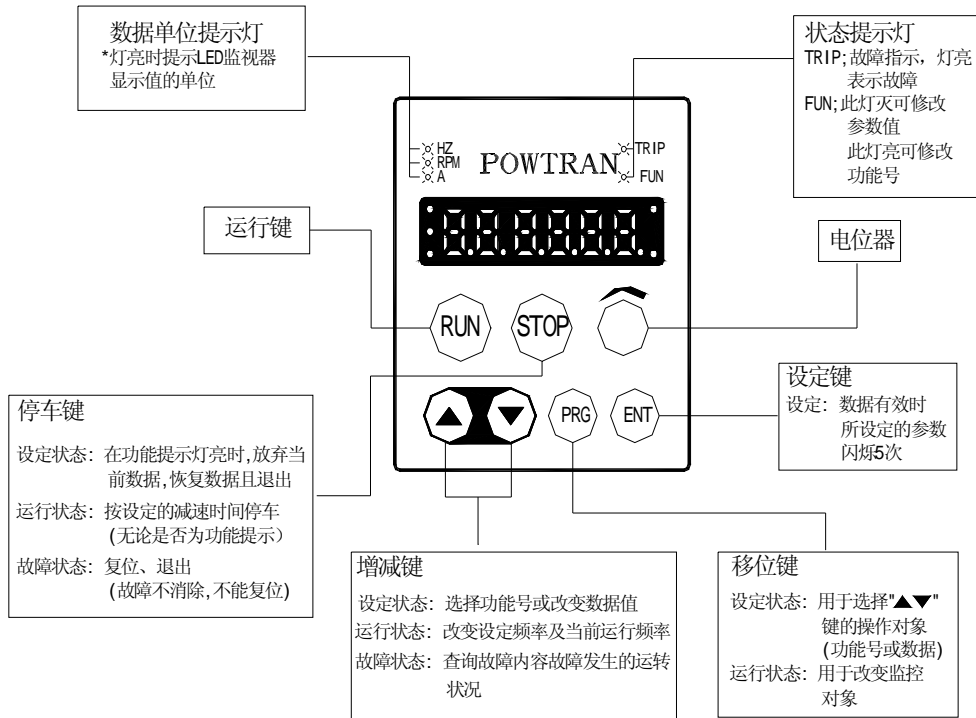 数据单位提示灯
*灯亮时提示LED监视器
显示值的单位
状态提示灯
TRIP;故障指示，灯亮
表示故障
FUN;此灯灭可修改
参数值
此灯亮可修改
功能号
HZ
RPM
A
POWTRAN
TRIP
FUN
运行键
电位器
RUN
STOP
PRG
ENT
设定键
设定：数据有效时
所设定的参数
闪烁5次
停车键
设定状态：在功能提示灯亮时,放弃当
前数据,恢复数据且退出
运行状态：按设定的减速时间停车
(无论是否为功能提示）
故障状态：复位、退出
(故障不消除,不能复位)
增减键
设定状态：选择功能号或改变数据值
运行状态：改变设定频率及当前运行频率
故障状态：查询故障内容故障发生的运转
状况
移位键
设定状态：用于选择"▲▼"
键的操作对象
(功能号或数据)
运行状态：用于改变监控
对象